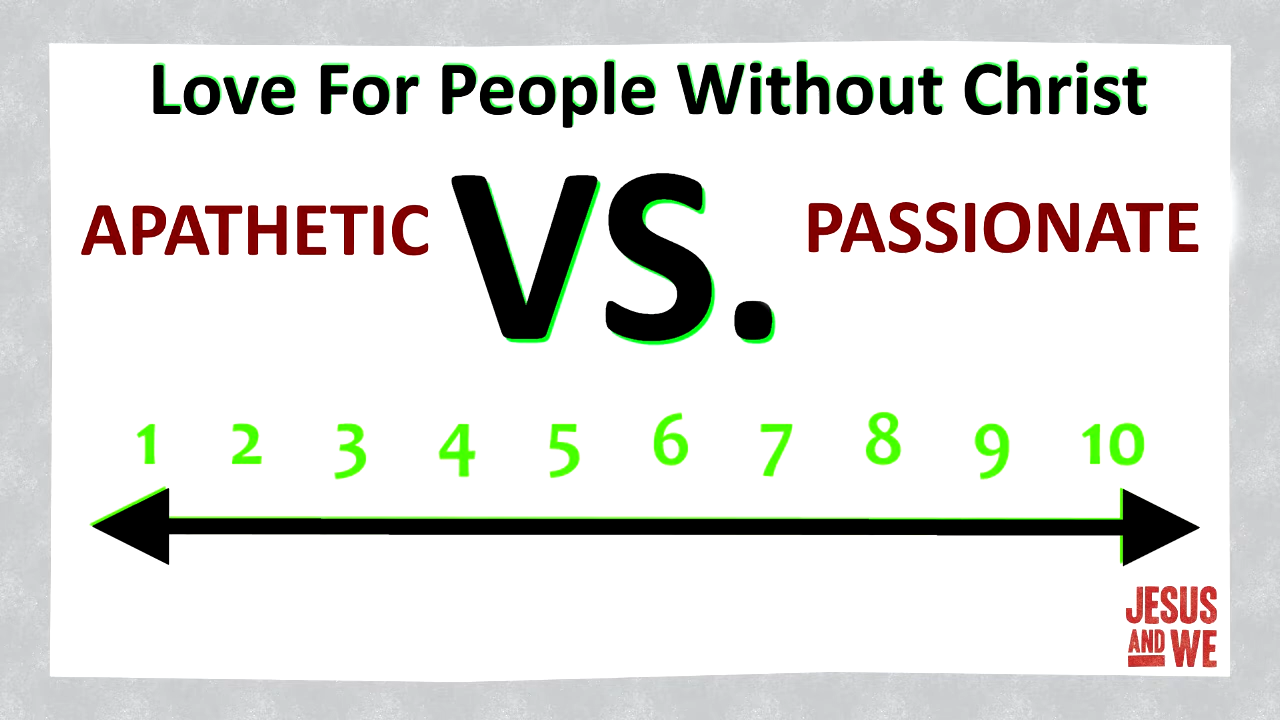 Love For People Without Christ
APATHETIC VS. PASSIONATE
1 2 3 4 5 6 7 8 9 10
JESUS
AND WE